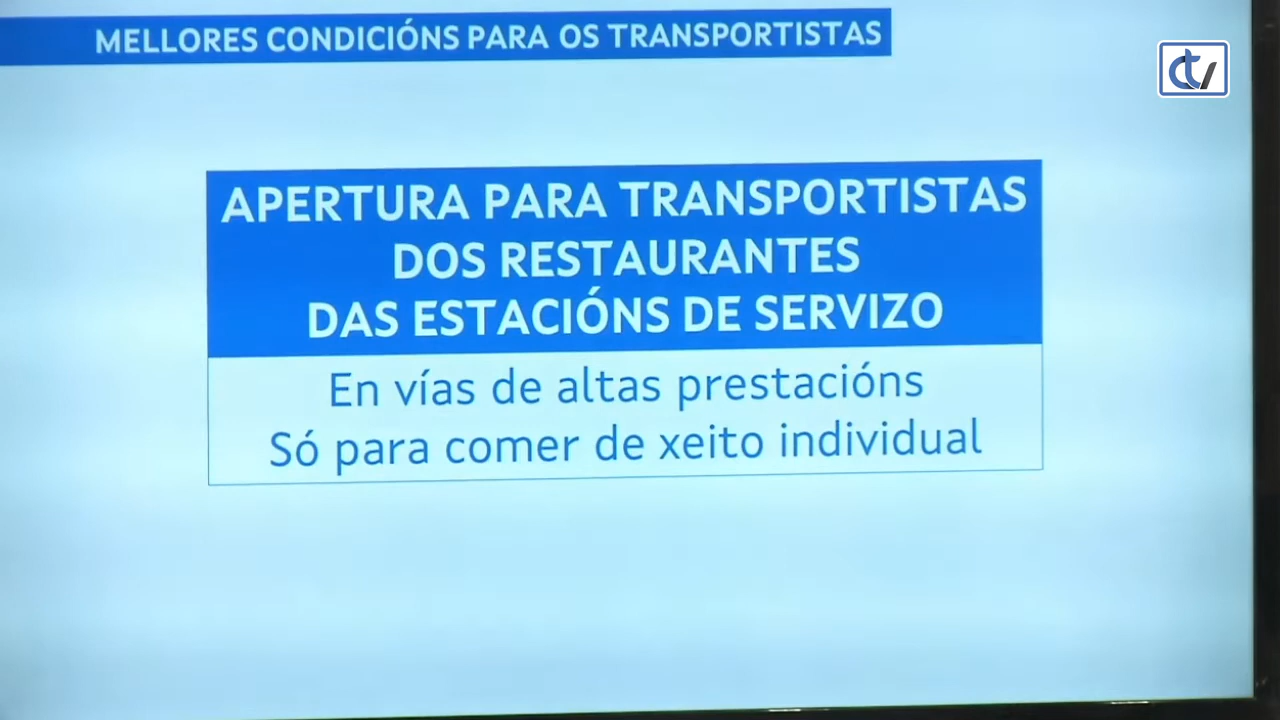 MELLORES CONDICIÓNS PARA OS TRANSPORTISTAS
APERTURA PARA TRANSPORTISTAS
DOS RESTAURANTES
DAS ESTACIÓNS DE SERVIZO
En vías de altas prestacións
Só para comer de xeito individual